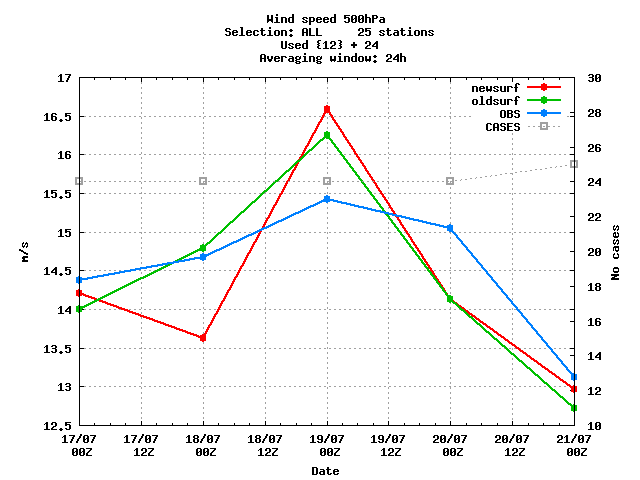 Wind speed 500hPa
Selection: ALL     25 stations
Used {12} + 24
Averaging window: 24h
newsurf
oldsurf
OBS
CASES
17
16.5
16
15.5
15
14.5
14
13.5
13
12.5
30
28
26
24
22
20
18
16
14
12
10
m/s
No cases
17/07 17/07 18/07 18/07 19/07 19/07 20/07 20/07 21/07
00Z 12Z 00Z 12Z 00Z 12Z 00Z 12Z 00Z
Date